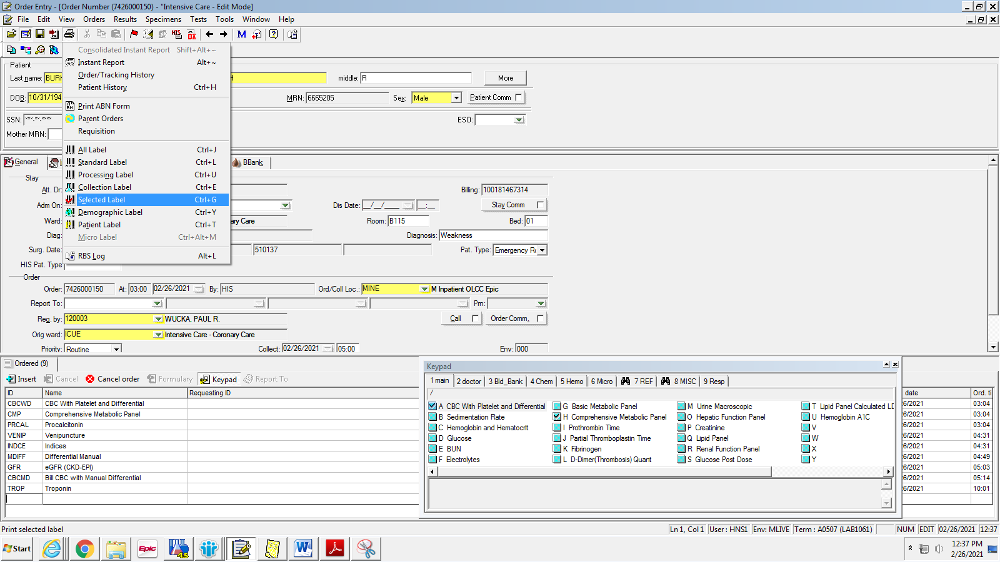 Order Entry - [Order Number (7426000150) - "Intensive Care - Edit Mode]
File Edit View Orders Results Specimens Tests Tools Window Help
HIS DX M
Consolidated Instant Report Shift+Alt+~
Instant Report Alt+~
Order/Tracking History
Patient History Ctrl+H
Print ABN Form
Parent Orders
Requisition
All Label Ctrl+J
Standard Label Ctrl+L
Processing Label Ctrl+U
Collection Label Ctrl+E
Selected Label Ctrl+G
Demographic Label Ctrl+Y
Patient Label Ctrl+T
Micro Label Ctrl+Alt+M
RBS Log Alt+L
Patient
Last name: BURK H middle: R More
DOB: 10/31/194 MRN: 6665205 Sex: Male Patient Comm
SSN: ***-**-**** ESO:
Mother MRN:
General BBank
Stay
Att. Dr: Billing: 100181467314
Adm On: Dis Date: __/__/____ __:__ Stay Comm
Ward: ary Care Room: B115 Bed: 01
Diag: Diagnosis: Weakness
Surg. Date: 510137 Pat. Type: Emergency Ro
HIS Pat. Type
Order
Order: 7426000150 At: 03:00 02/26/2021 By: HIS Ord/Coll Loc.: MINE M Inpatient OLCC Epic
Report To: Prn:
Reg. by: 120003 WUCKA, PAUL R. Call Order Comm.
Orig ward: ICUE Intensive Care - Coronary Care
Priority: Routine Collect: 02/26/2021 05:00 Env: 000
Ordered (9)
Insert Cancel Cancel order Formulary Keypad Report To
ID Name Requesting ID date Ord. ti
CBCWD CBC With Platelet and Differential 6/2021 03:04
CMP Comprehensive Metabolic Panel 6/2021 03:04
PRCAL Procalcitonin 6/2021 03:04
VENIP Venipuncture 6/2021 04:31
INDCE Indices 6/2021 04:31
MDIFF Differential Manual 6/2021 04:49
GFR eGFR (CKD-EPI) 6/2021 05:03
CBCMD Bill CBC with Manual Differential 6/2021 05:14
TROP Troponin 6/2021 10:01
Keypad
1 main 2 doctor 3 Bld_Bank 4 Chem 5 Hemo 6 Micro 7 REF 8 MISC 9 Resp
/
A CBC With Platelet and Differential G Basic Metabolic Panel M Urine Macroscopic T Lipid Panel Calculated LD
B Sedimentation Rate H Comprehensive Metabolic Panel O Hepatic Function Panel U Hemoglobin A1C
C Hemoglobin and Hematocrit I Prothrombin Time P Creatinine V
D Glucose J Partial Thromboplastin Time Q Lipid Panel W
E BUN K Fibrinogen R Renal Function Panel X
F Electrolytes L D-Dimer(Thrombosis) Quant S Glucose Post Dose Y
Print selected label Ln 1, Col 1 User : HNS1 Env: MLIVE Term : A0507 (LAB1061) NUM EDIT 02/26/2021 12:37
Start Epic 45 12:37 PM
2/26/2021